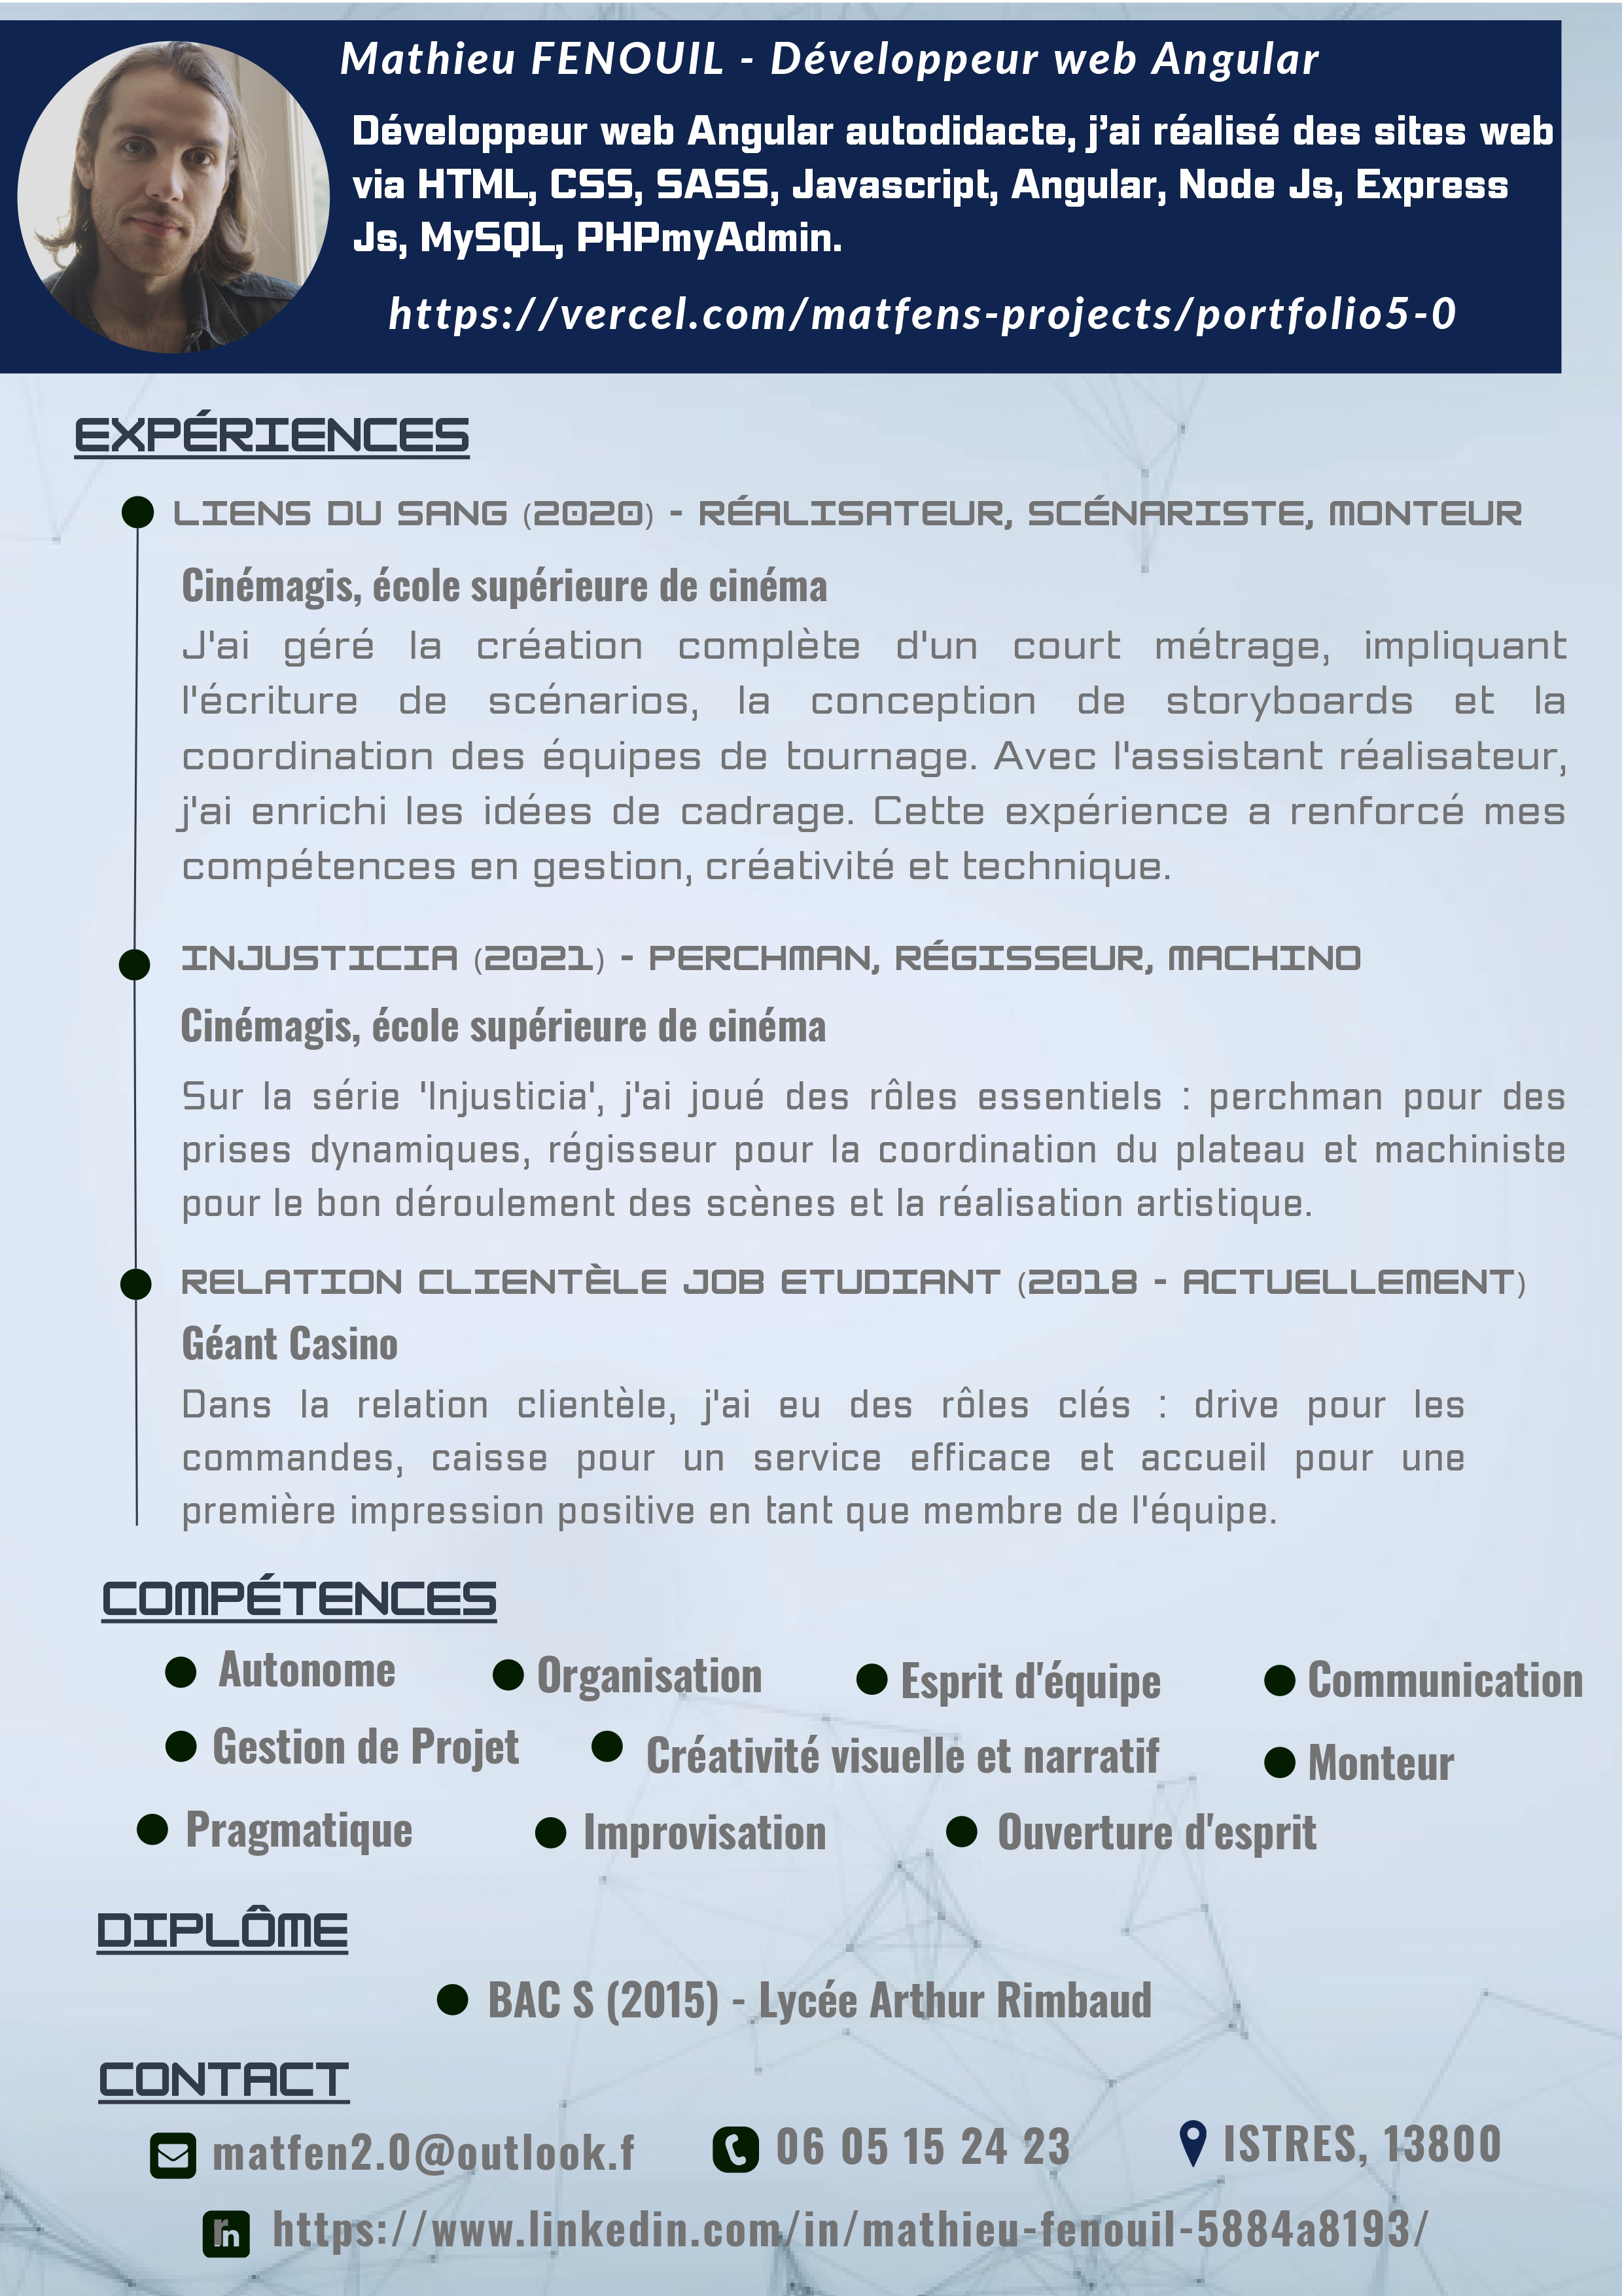 Mathieu FENOUIL - Développeur web Angular
Développeur web Angular autodidacte, j'ai réalisé des sites web
via HTML, CSS, SASS, Javascript, Angular, Node Js, Express
Js, MySQL, PHPmyAdmin.
https://vercel.com/matfens-projects/portfolio5-0
EXPÉRIENCES
LIENS DU SANG (2020) - RÉALISATEUR, SCÉNARISTE, MONTEUR
Cinémagis, école supérieure de cinéma
J'ai géré la création complète d'un court métrage, impliquant
l'écriture de scénarios, la conception de storyboards et la
coordination des équipes de tournage. Avec l'assistant réalisateur,
j'ai enrichi les idées de cadrage. Cette expérience a renforcé mes
compétences en gestion, créativité et technique.
INJUSTICIA (2021) - PERCHMAN, RÉGISSEUR, MACHINO
Cinémagis, école supérieure de cinéma
Sur la série 'Injusticia', j'ai joué des rôles essentiels : perchman pour des
prises dynamiques, régisseur pour la coordination du plateau et machiniste
pour le bon déroulement des scènes et la réalisation artistique.
RELATION CLIENTÈLE JOB ETUDIANT (2018 - ACTUELLEMENT)
Géant Casino
Dans la relation clientèle, j'ai eu des rôles clés : drive pour les
commandes, caisse pour un service efficace et accueil pour une
première impression positive en tant que membre de l'équipe.
COMPÉTENCES
Autonome Organisation Esprit d'équipe Communication
Gestion de Projet Créativité visuelle et narratif Monteur
Pragmatique Improvisation Ouverture d'esprit
DIPLÔME
BAC S (2015) - Lycée Arthur Rimbaud
CONTACT
matfen2.0@outlook.f 06 05 15 24 23 ISTRES, 13800
https://www.linkedin.com/in/mathieu-fenouil-5884a8193/